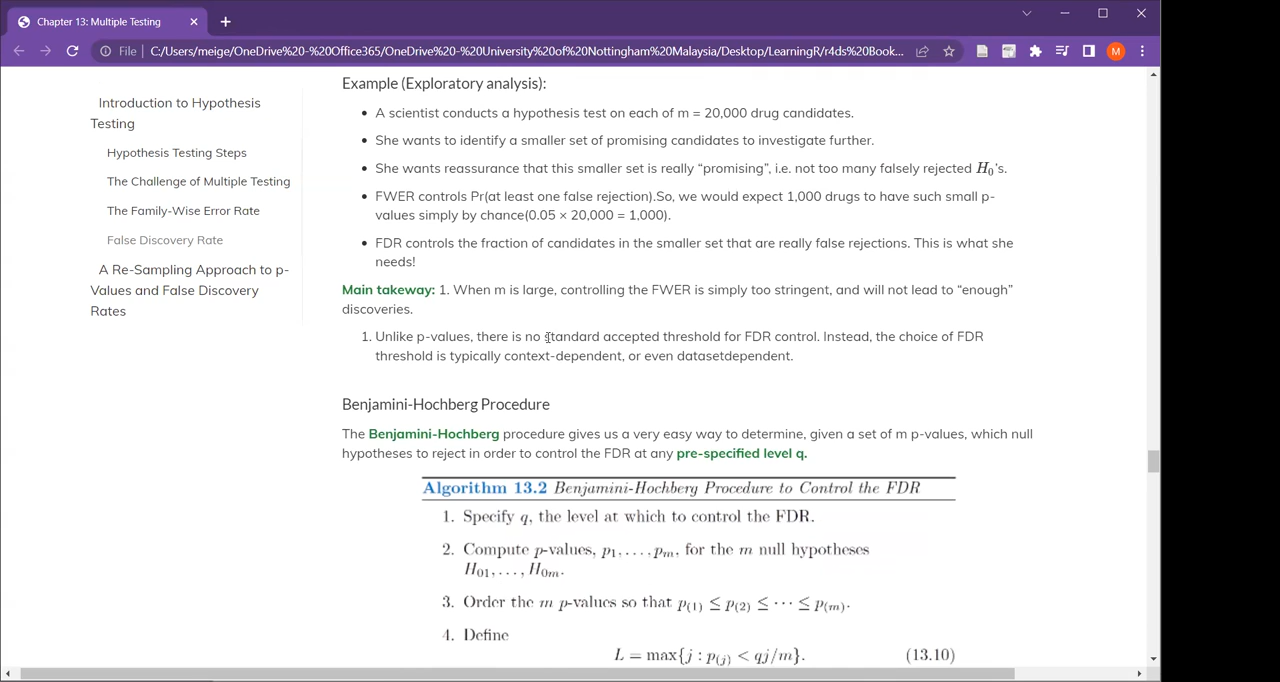 Chapter 13: Multiple Testing
File
C:/Users/meige/OneDrive%20-%20Office365/OneDrive%20-%20University%20of%20Nottingham%20Malaysia/Desktop/LearningR/r4ds%20Book...
M
Introduction to Hypothesis
Testing
Hypothesis Testing Steps
The Challenge of Multiple Testing
The Family-Wise Error Rate
False Discovery Rate
A Re-Sampling Approach to p-
Values and False Discovery
Rates
Example (Exploratory analysis):
• A scientist conducts a hypothesis test on each of m = 20,000 drug candidates.
• She wants to identify a smaller set of promising candidates to investigate further.
• She wants reassurance that this smaller set is really “promising”, i.e. not too many falsely rejected H₀'s.
• FWER controls Pr(at least one false rejection).So, we would expect 1,000 drugs to have such small p-
values simply by chance(0.05 × 20,000 = 1,000).
• FDR controls the fraction of candidates in the smaller set that are really false rejections. This is what she
needs!
Main takeway: 1. When m is large, controlling the FWER is simply too stringent, and will not lead to “enough”
discoveries.
1. Unlike p-values, there is no standard accepted threshold for FDR control. Instead, the choice of FDR
threshold is typically context-dependent, or even datasetdependent.
Benjamini-Hochberg Procedure
The Benjamini-Hochberg procedure gives us a very easy way to determine, given a set of m p-values, which null
hypotheses to reject in order to control the FDR at any pre-specified level q.
Algorithm 13.2 Benjamini-Hochberg Procedure to Control the FDR
1. Specify q, the level at which to control the FDR.
2. Compute p-values, p₁, . . . , pₘ, for the m null hypotheses
H₀₁, . . . , H₀ₘ.
3. Order the m p-values so that p₍₁₎ ≤ p₍₂₎ ≤ ··· ≤ p₍ₘ₎.
4. Define
L = max{j : p₍ⱼ₎ < qj/m}. (13.10)